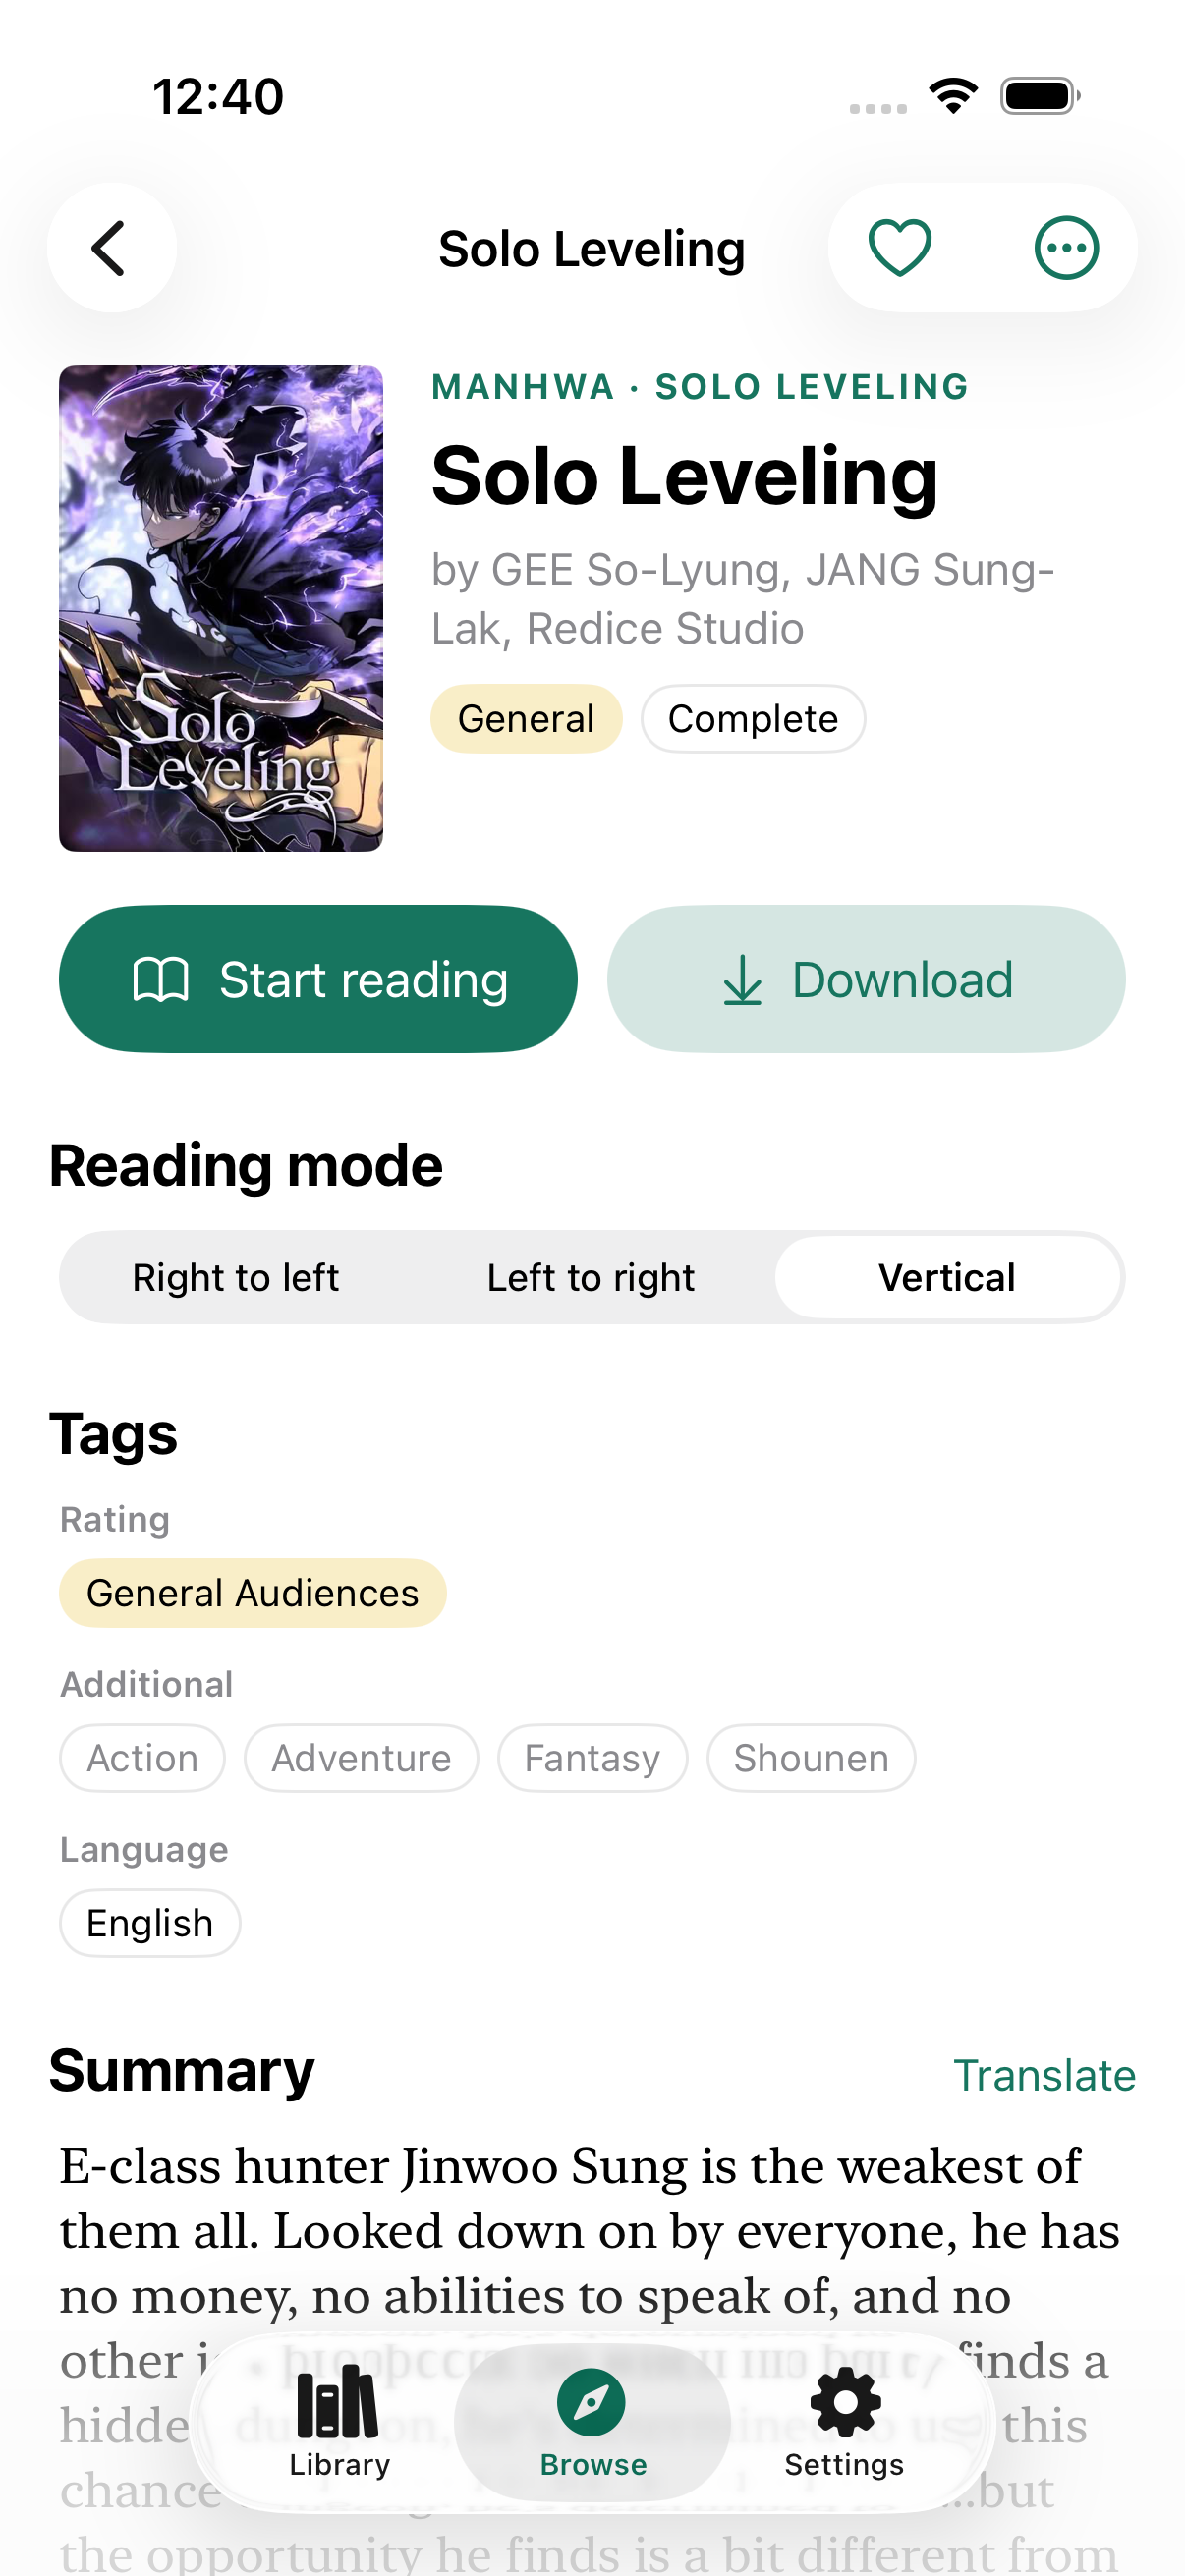 12:40
Solo Leveling
MANHWA · SOLO LEVELING
Solo Leveling
by GEE So-Lyung, JANG Sung-
Lak, Redice Studio
General
Complete
Solo
Leveling
Start reading
Download
Reading mode
Right to left
Left to right
Vertical
Tags
Rating
General Audiences
Additional
Action
Adventure
Fantasy
Shounen
Language
English
Summary
Translate
E-class hunter Jinwoo Sung is the weakest of
them all. Looked down on by everyone, he has
no money, no abilities to speak of, and no
other finds a
this
chance ...but
the opportunity he finds is a bit different from
Library
Browse
Settings